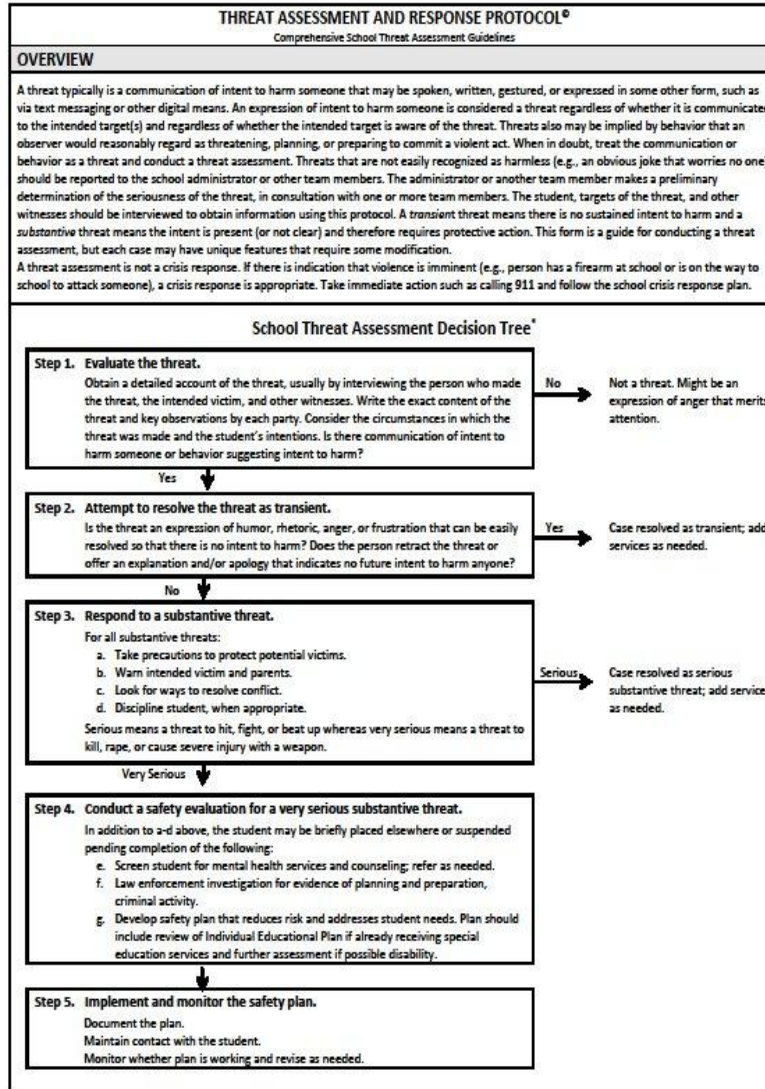 THREAT ASSESSMENT AND RESPONSE PROTOCOL©
Comprehensive School Threat Assessment Guidelines
OVERVIEW
A threat typically is a communication of intent to harm someone that may be spoken, written, gestured, or expressed in some other form, such as
via text messaging or other digital means. An expression of intent to harm someone is considered a threat regardless of whether it is communicate
to the intended target(s) and regardless of whether the intended target is aware of the threat. Threats also may be implied by behavior that an
observer would reasonably regard as threatening, planning, or preparing to commit a violent act. When in doubt, treat the communication or
behavior as a threat and conduct a threat assessment. Threats that are not easily recognized as harmless (e.g., an obvious joke that worries no one)
should be reported to the school administrator or other team members. The administrator or another team member makes a preliminary
determination of the seriousness of the threat, in consultation with one or more team members. The student, targets of the threat, and other
witnesses should be interviewed to obtain information using this protocol. A transient threat means there is no sustained intent to harm and a
substantive threat means the intent is present (or not clear) and therefore requires protective action. This form is a guide for conducting a threat
assessment, but each case may have unique features that require some modification.
A threat assessment is not a crisis response. If there is indication that violence is imminent (e.g., person has a firearm at school or is on the way to
school to attack someone), a crisis response is appropriate. Take immediate action such as calling 911 and follow the school crisis response plan.
School Threat Assessment Decision Tree*
Step 1. Evaluate the threat.
Obtain a detailed account of the threat, usually by interviewing the person who made
the threat, the intended victim, and other witnesses. Write the exact content of the
threat and key observations by each party. Consider the circumstances in which the
threat was made and the student's intentions. Is there communication of intent to
harm someone or behavior suggesting intent to harm?
No
Not a threat. Might be an
expression of anger that merits
attention.
Yes
Step 2. Attempt to resolve the threat as transient.
Is the threat an expression of humor, rhetoric, anger, or frustration that can be easily
resolved so that there is no intent to harm? Does the person retract the threat or
offer an explanation and/or apology that indicates no future intent to harm anyone?
Yes
Case resolved as transient; add
services as needed.
No
Step 3. Respond to a substantive threat.
For all substantive threats:
a. Take precautions to protect potential victims.
b. Warn intended victim and parents.
c. Look for ways to resolve conflict.
d. Discipline student, when appropriate.
Serious means a threat to hit, fight, or beat up whereas very serious means a threat to
kill, rape, or cause severe injury with a weapon.
Serious
Case resolved as serious
substantive threat; add service
as needed.
Very Serious
Step 4. Conduct a safety evaluation for a very serious substantive threat.
In addition to a-d above, the student may be briefly placed elsewhere or suspended
pending completion of the following:
e. Screen student for mental health services and counseling; refer as needed.
f. Law enforcement investigation for evidence of planning and preparation,
criminal activity.
g. Develop safety plan that reduces risk and addresses student needs. Plan should
include review of Individual Educational Plan if already receiving special
education services and further assessment if possible disability.
Step 5. Implement and monitor the safety plan.
Document the plan.
Maintain contact with the student.
Monitor whether plan is working and revise as needed.